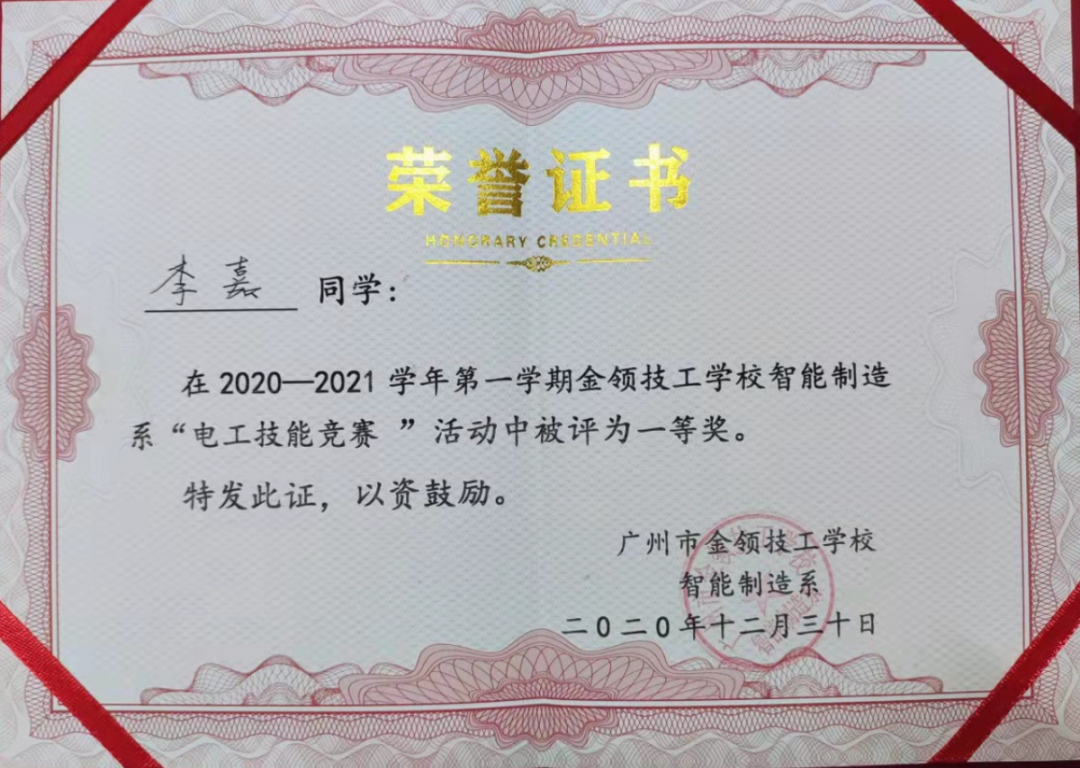 荣誉证书
HONORARY CREDENTIAL
李嘉 同学：
在2020—2021学年第一学期金领技工学校智能制造
系“电工技能竞赛 ”活动中被评为一等奖。
特发此证，以资鼓励。
广州市金领技工学校
智能制造系
二0二0年十二月三十日